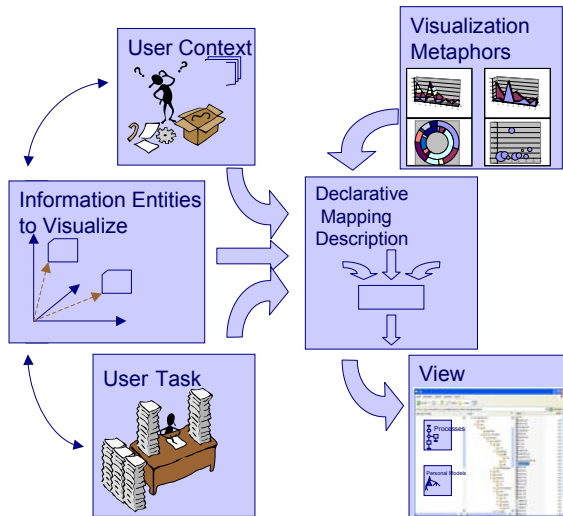 User Context
Visualization
Metaphors
Information Entities
to Visualize
Declarative
Mapping
Description
User Task
View
Processes
Personal Models